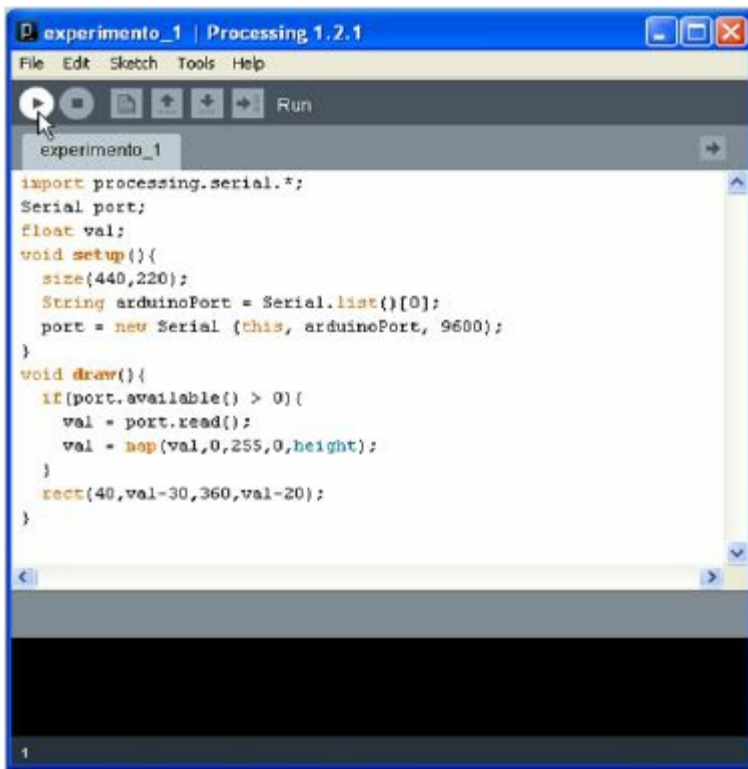 experimento_1 | Processing 1.2.1
File Edit Sketch Tools Help
Run
experimento_1
import processing.serial.*;
Serial port;
float val;
void setup(){
  size(440,220);
  String arduinoPort = Serial.list()[0];
  port = new Serial (this, arduinoPort, 9600);
}
void draw(){
  if(port.available() > 0){
    val = port.read();
    val = map(val,0,255,0,height);
  }
  rect(40,val-30,360,val-20);
}
1